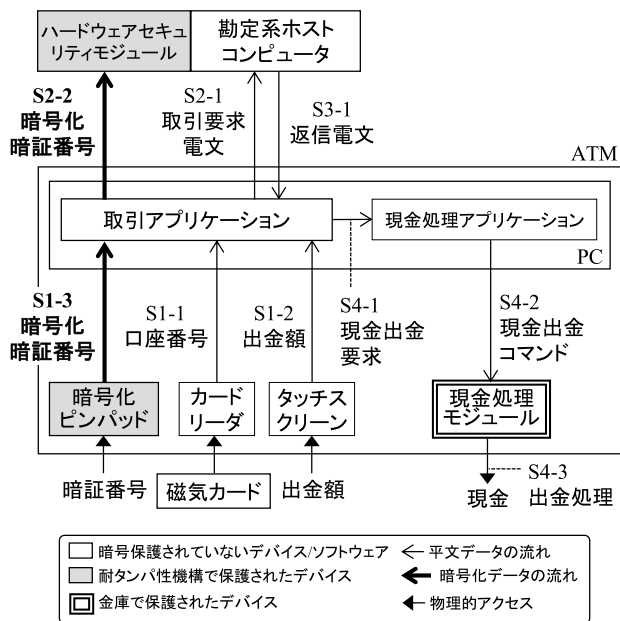 ハードウェアセキュ
リティモジュール
勘定系ホスト
コンピュータ
S2-2
暗号化
暗証番号
S2-1
取引要求
電文
S3-1
返信電文
ATM
取引アプリケーション
現金処理アプリケーション
PC
S1-3
暗号化
暗証番号
S1-1
口座番号
S1-2
出金額
S4-1
現金出金
要求
S4-2
現金出金
コマンド
暗号化
ピンパッド
カード
リーダ
タッチス
クリーン
現金処理
モジュール
暗証番号
磁気カード
出金額
現金
S4-3
出金処理
暗号保護されていないデバイス/ソフトウェア
平文データの流れ
耐タンパ性機構で保護されたデバイス
暗号化データの流れ
金庫で保護されたデバイス
物理的アクセス